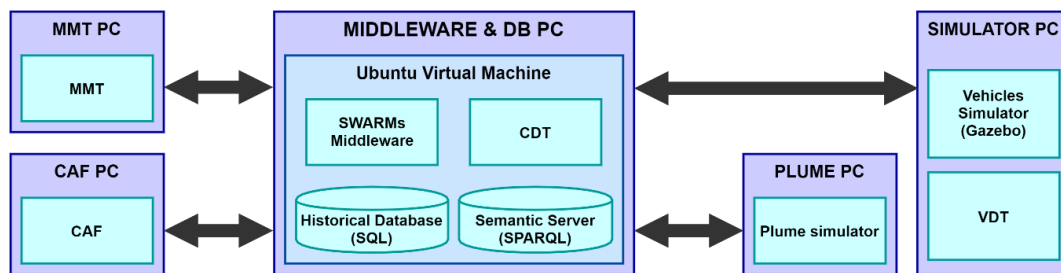 MMT PC
MMT
CAF PC
CAF
MIDDLEWARE & DB PC
Ubuntu Virtual Machine
SWARMs
Middleware
CDT
Historical Database
(SQL)
Semantic Server
(SPARQL)
PLUME PC
Plume simulator
SIMULATOR PC
Vehicles
Simulator
(Gazebo)
VDT